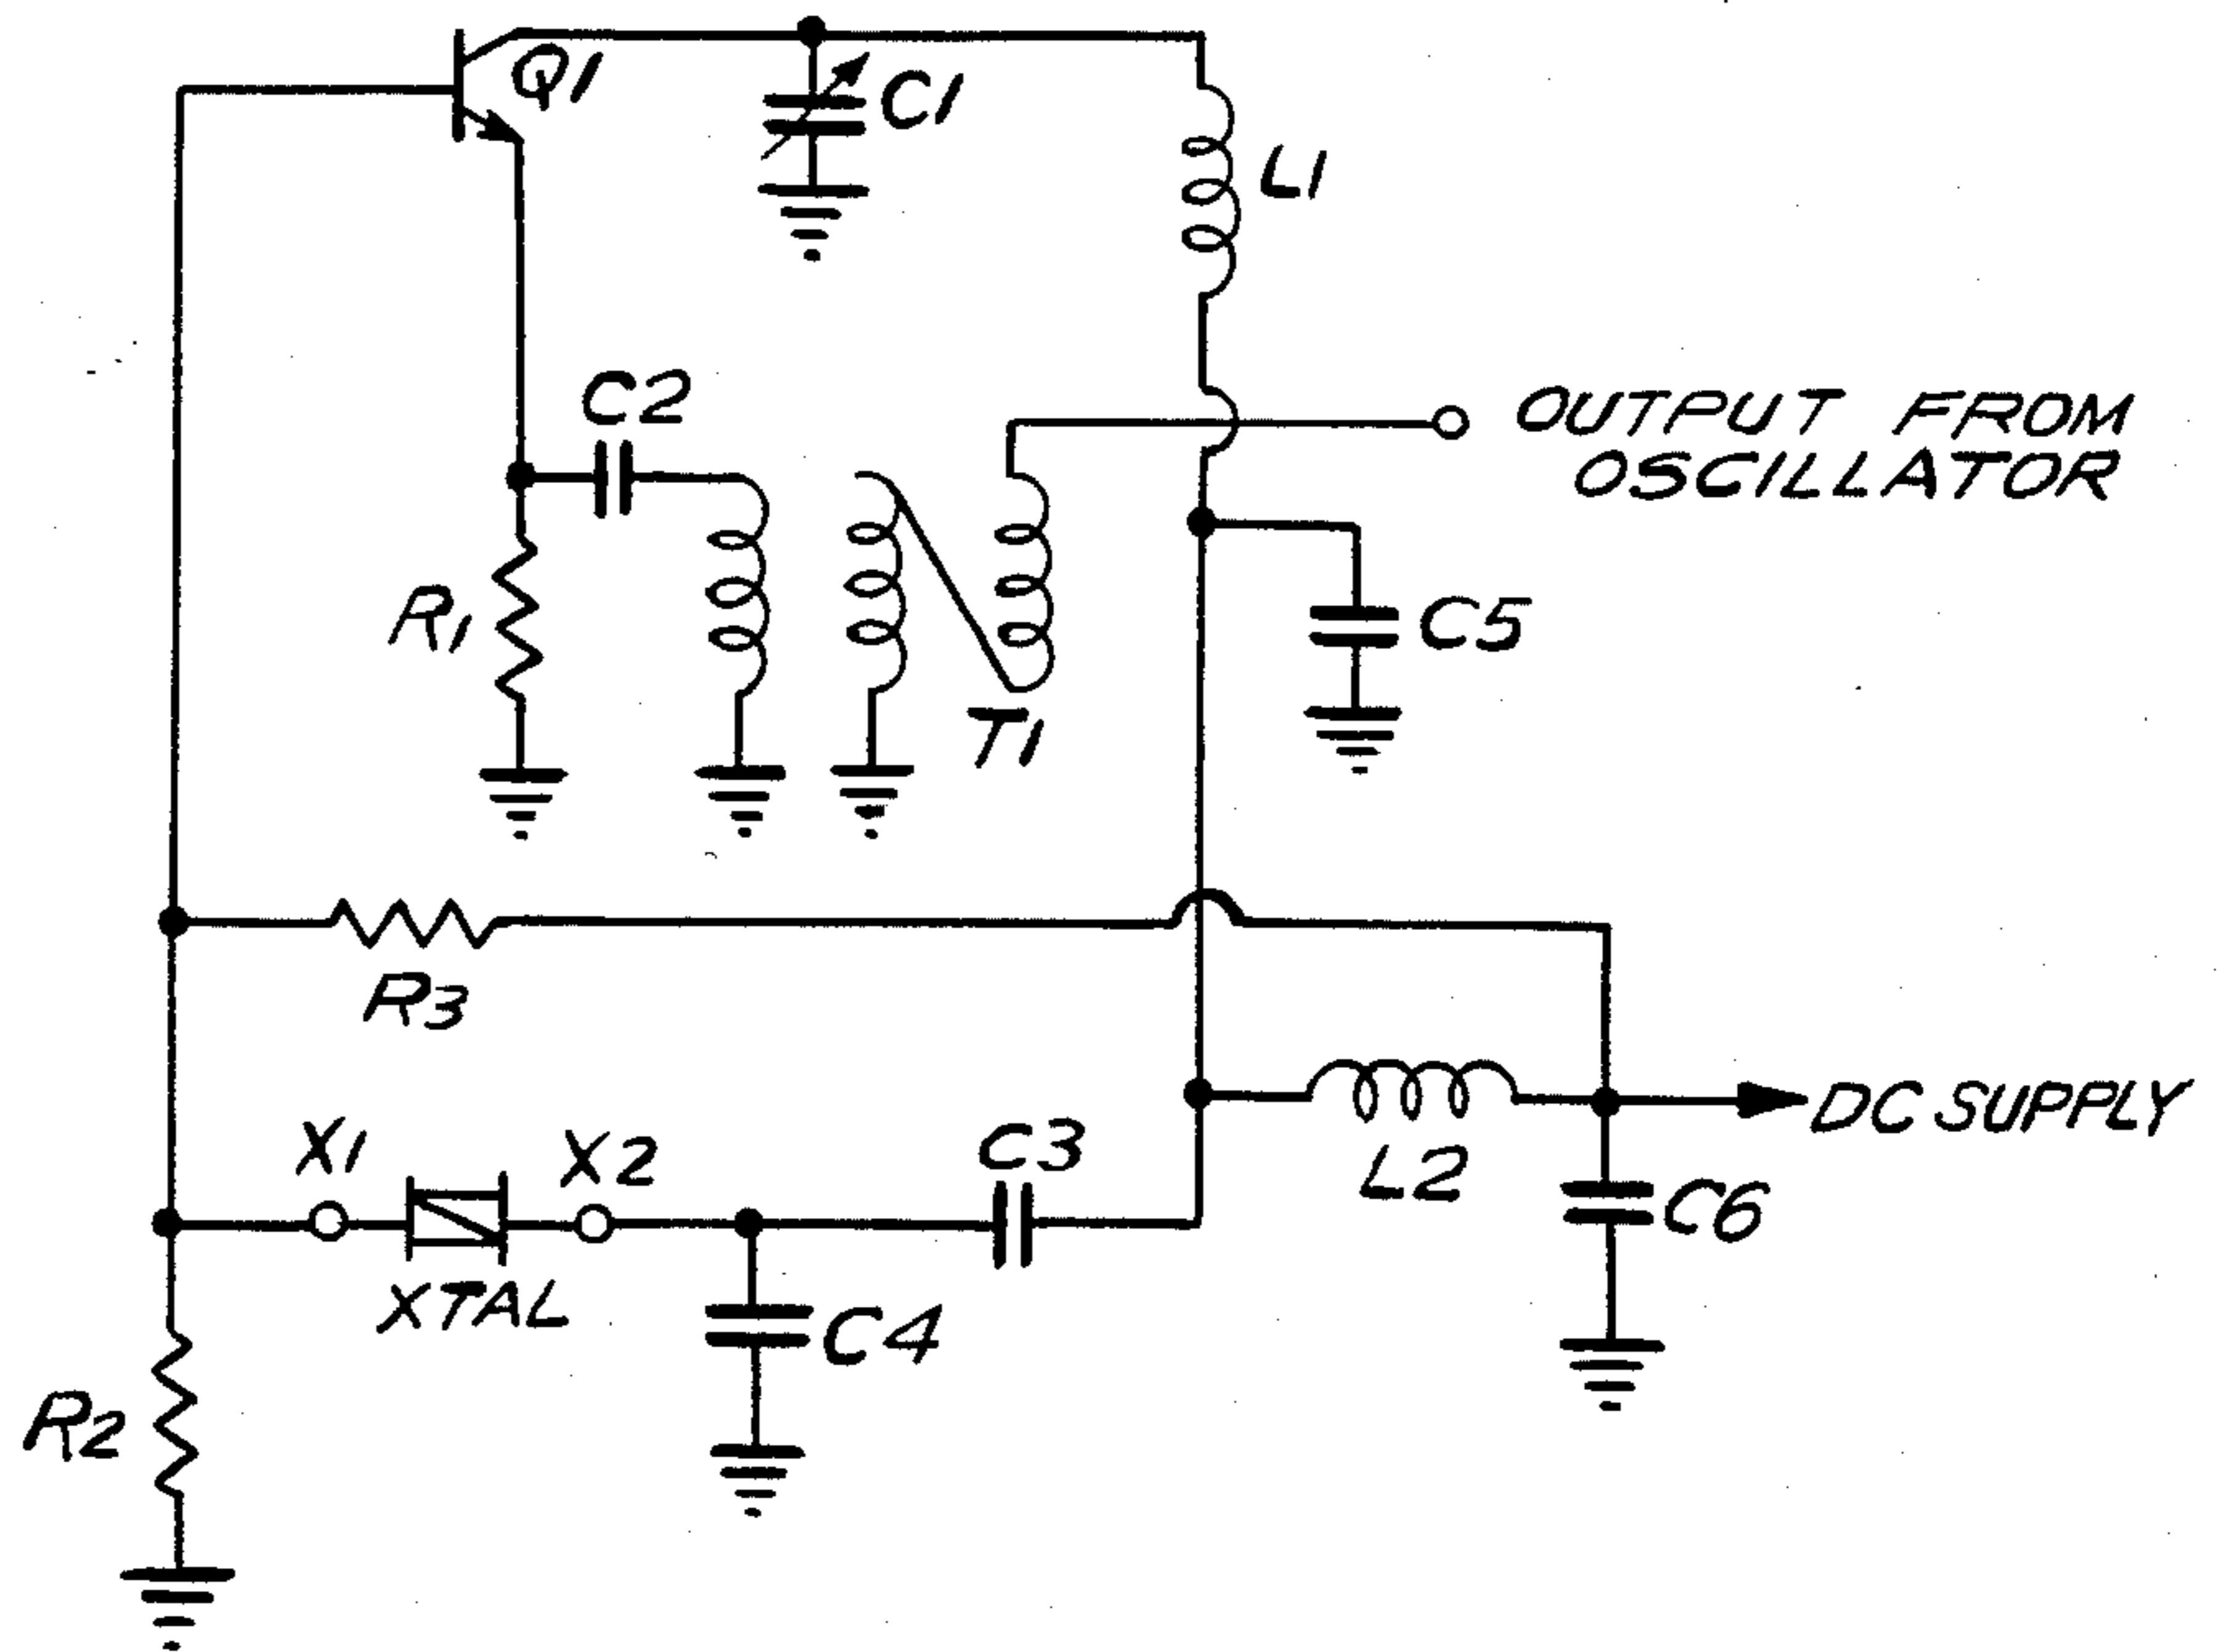 Q1
C1
L1
C2
OUTPUT FROM
OSCILLATOR
R1
C5
T1
R3
X1
X2
C3
DC SUPPLY
L2
C6
XTAL
C4
R2